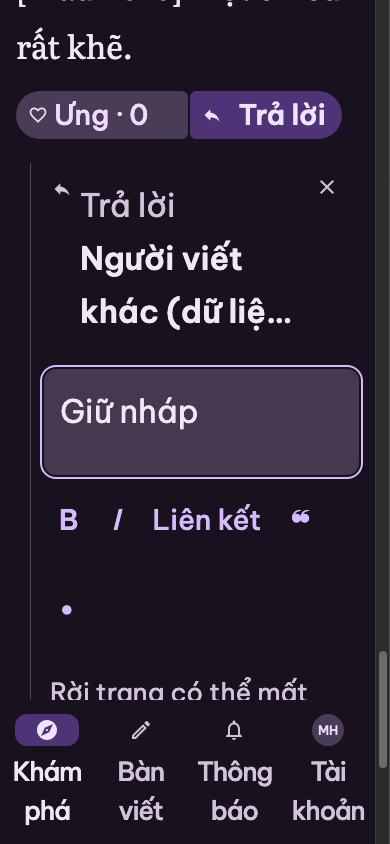 rất khẽ.
Ưng · 0
Trả lời
Trả lời
Người viết
khác (dữ liệ...
Giữ nháp
B I Liên kết ❝
•
Rời trang có thể mất
Khám phá
Bàn viết
Thông báo
MH
Tài khoản